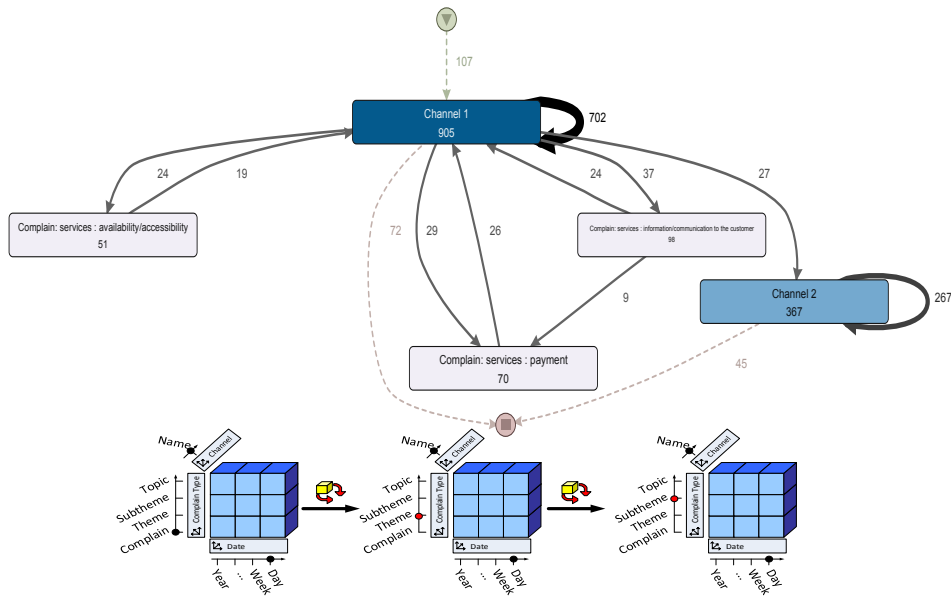 107
Channel 1
905
702
24
19
24
37
27
Complain: services : availability/accessibility
51
72
29
26
Complain: services : information/communication to the customer
98
9
Channel 2
367
267
Complain: services : payment
70
45
Name
Channel
Topic
Subtheme
Theme
Complain
Complain Type
Date
Year
...
Week
Day
Name
Channel
Topic
Subtheme
Theme
Complain
Complain Type
Date
Year
...
Week
Day
Name
Channel
Topic
Subtheme
Theme
Complain
Complain Type
Date
Year
...
Week
Day